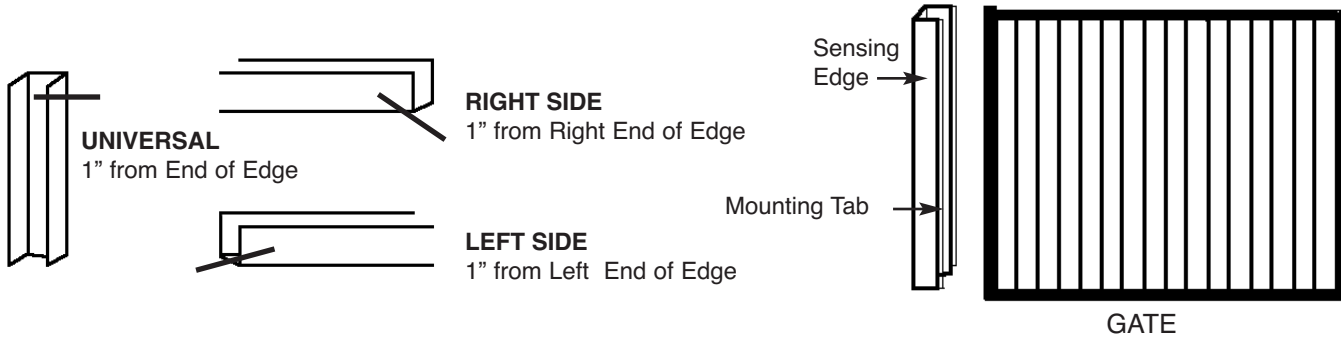 UNIVERSAL
1” from End of Edge
RIGHT SIDE
1” from Right End of Edge
LEFT SIDE
1” from Left  End of Edge
Sensing
Edge
Mounting Tab
GATE